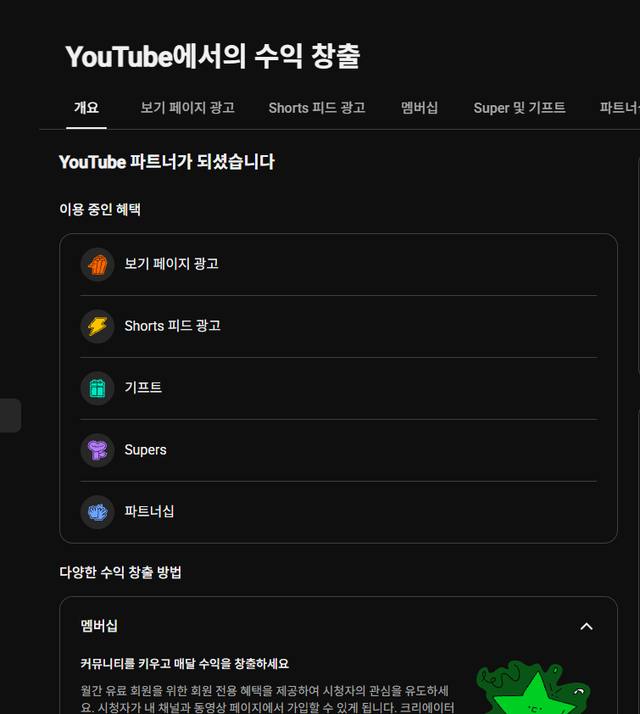 YouTube에서의 수익 창출
개요 보기 페이지 광고 Shorts 피드 광고 멤버십 Super 및 기프트 파트너
YouTube 파트너가 되셨습니다
이용 중인 혜택
보기 페이지 광고
Shorts 피드 광고
기프트
Supers
파트너십
다양한 수익 창출 방법
멤버십
커뮤니티를 키우고 매달 수익을 창출하세요
월간 유료 회원을 위한 회원 전용 혜택을 제공하여 시청자의 관심을 유도하세
요. 시청자가 내 채널과 동영상 페이지에서 가입할 수 있게 됩니다. 크리에이터